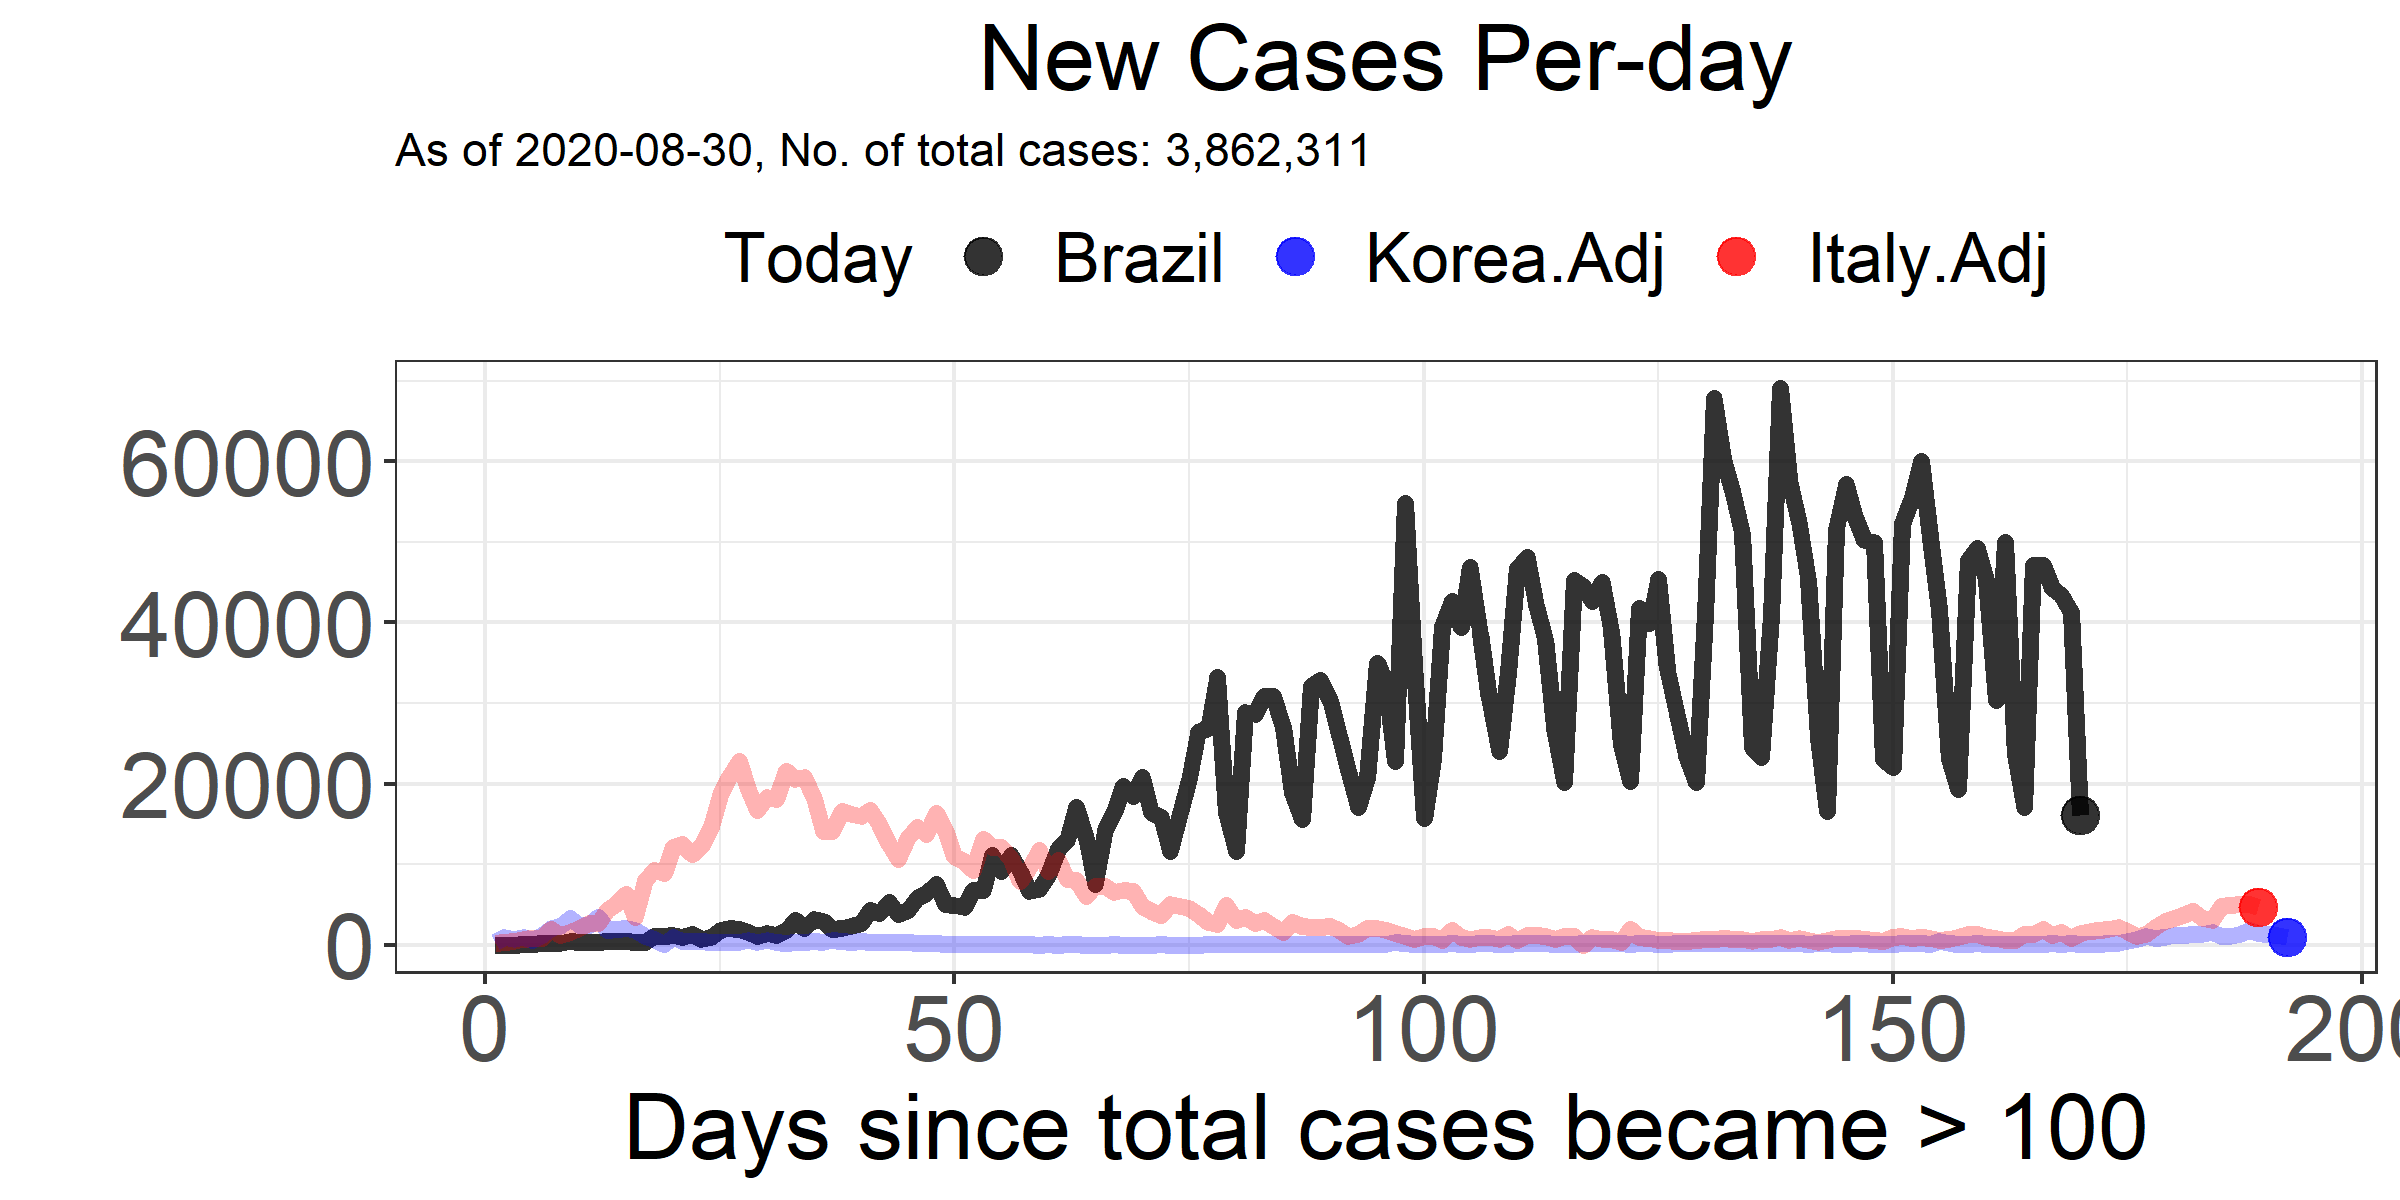 New Cases Per-day
As of 2020-08-30, No. of total cases: 3,862,311
Today Brazil Korea.Adj Italy.Adj
60000
40000
20000
0
0 50 100 150 200
Days since total cases became > 100